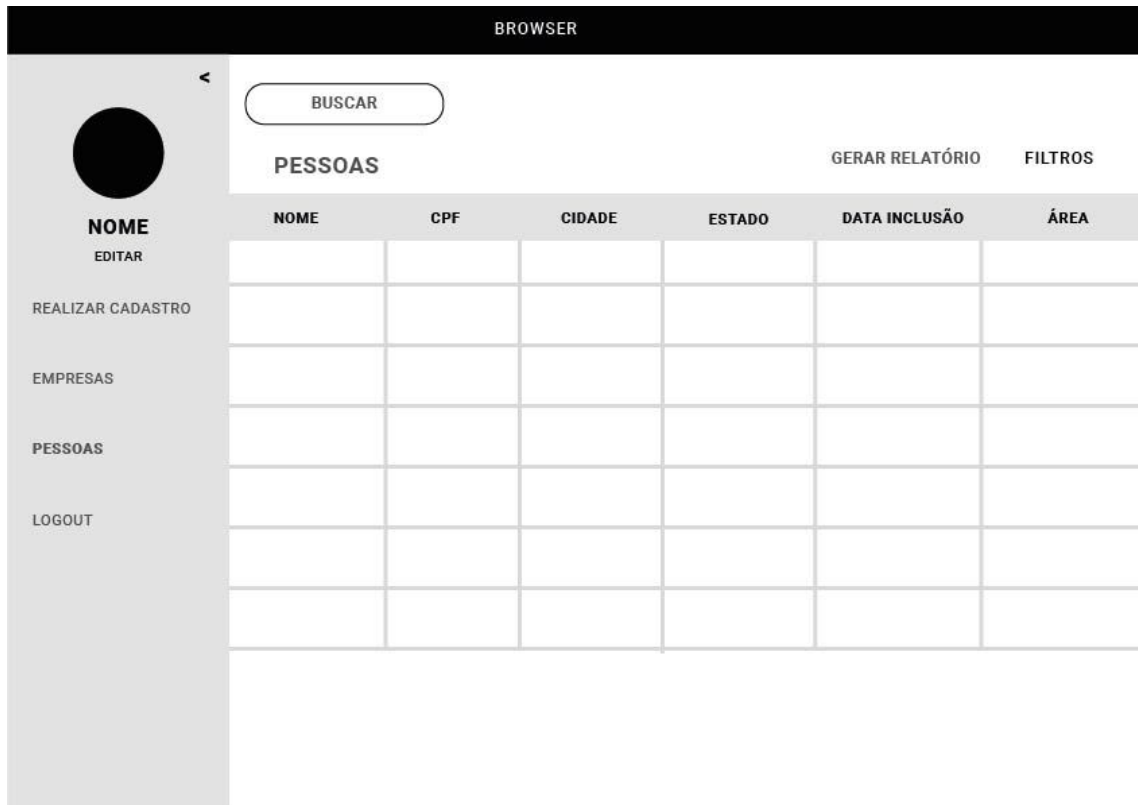 BROWSER
<
NOME
EDITAR
REALIZAR CADASTRO
EMPRESAS
PESSOAS
LOGOUT
BUSCAR
PESSOAS
GERAR RELATÓRIO
FILTROS
NOME CPF CIDADE ESTADO DATA INCLUSÃO ÁREA